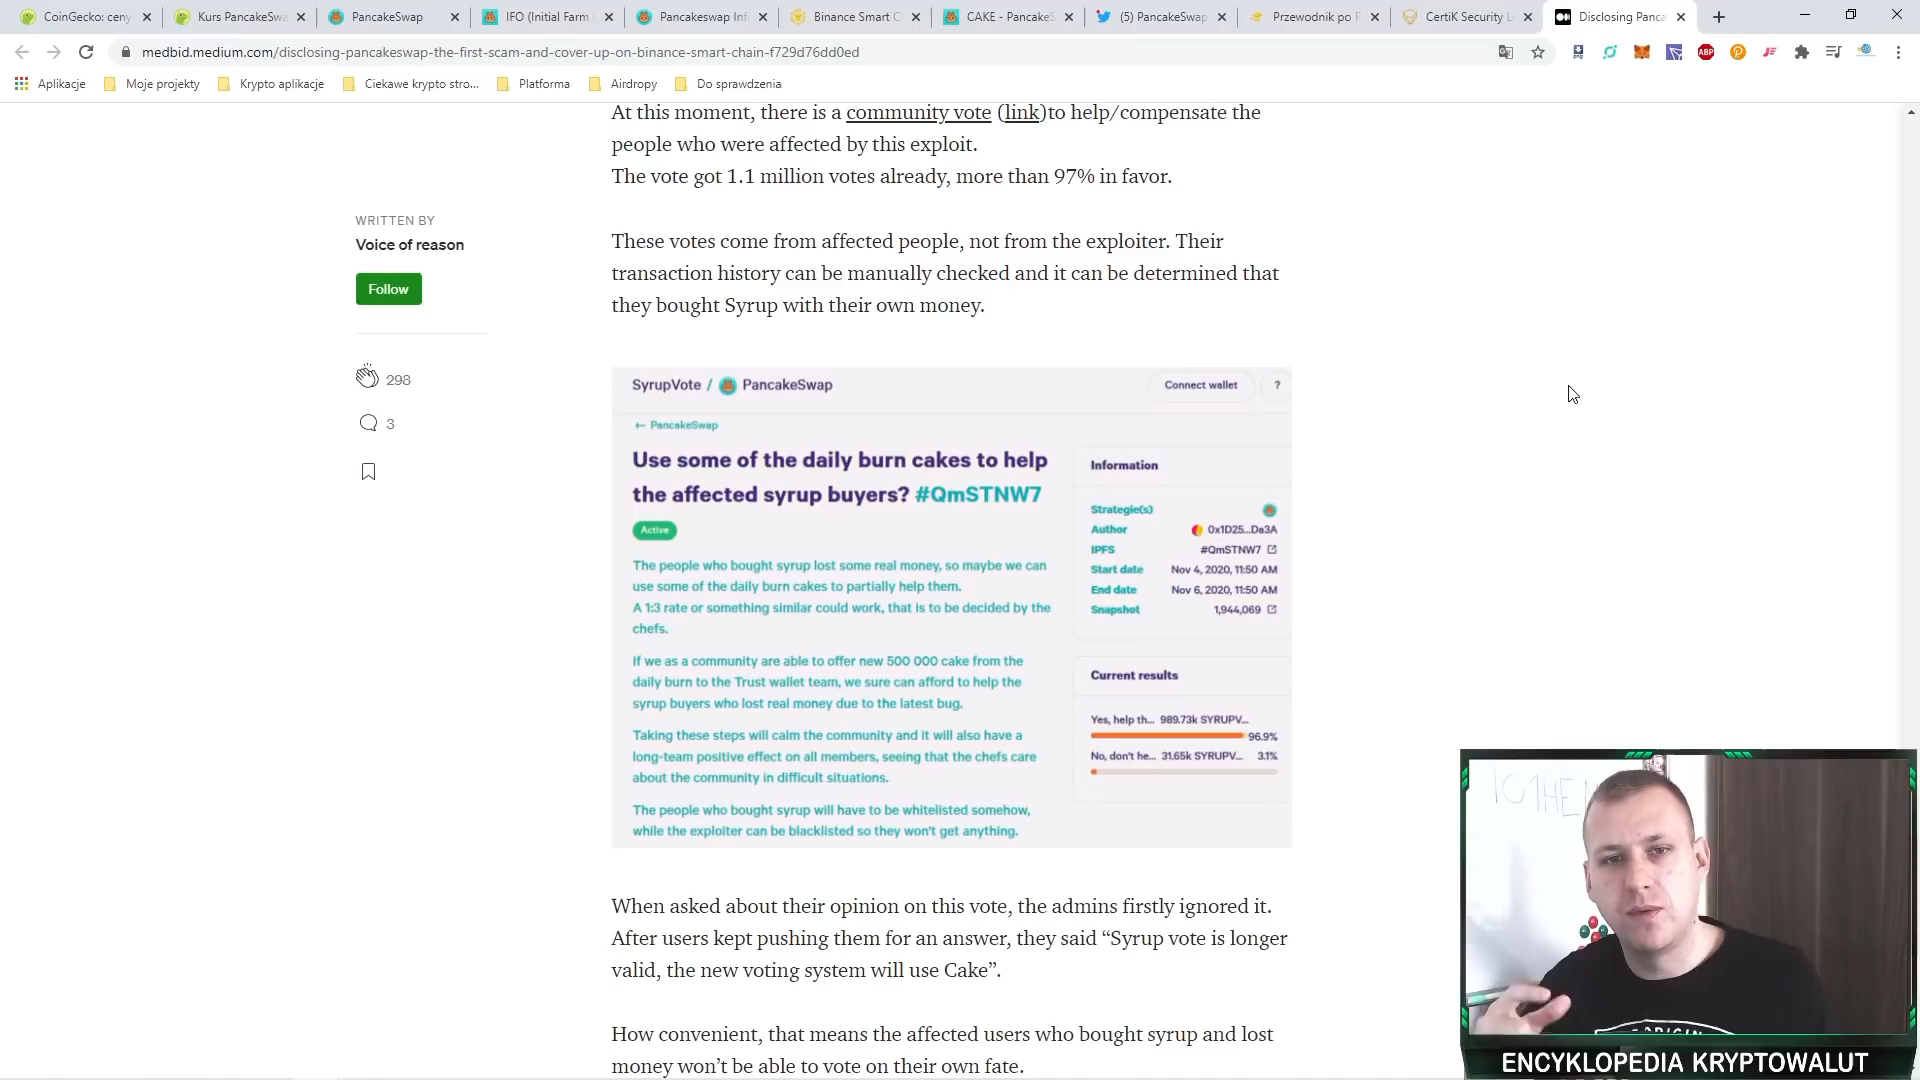 CoinGecko: ceny
Kurs PancakeSwa
PancakeSwap
IFO (Initial Farm
Pancakeswap Inf
Binance Smart C
CAKE - PancakeS
(5) PancakeSwap
Przewodnik po P
CertiK Security L
Disclosing Panca
medbid.medium.com/disclosing-pancakeswap-the-first-scam-and-cover-up-on-binance-smart-chain-f729d76dd0ed
Aplikacje
Moje projekty
Krypto aplikacje
Ciekawe krypto stro...
Platforma
Airdropy
Do sprawdzenia
At this moment, there is a community vote (link)to help/compensate the
people who were affected by this exploit.
The vote got 1.1 million votes already, more than 97% in favor.
WRITTEN BY
Voice of reason
Follow
298
3
These votes come from affected people, not from the exploiter. Their
transaction history can be manually checked and it can be determined that
they bought Syrup with their own money.
SyrupVote / PancakeSwap
Connect wallet
?
← PancakeSwap
Use some of the daily burn cakes to help
the affected syrup buyers? #QmSTNW7
Active
The people who bought syrup lost some real money, so maybe we can
use some of the daily burn cakes to partially help them.
A 1:3 rate or something similar could work, that is to be decided by the
chefs.
If we as a community are able to offer new 500 000 cake from the
daily burn to the Trust wallet team, we sure can afford to help the
syrup buyers who lost real money due to the latest bug.
Taking these steps will calm the community and it will also have a
long-team positive effect on all members, seeing that the chefs care
about the community in difficult situations.
The people who bought syrup will have to be whitelisted somehow,
while the exploiter can be blacklisted so they won't get anything.
Information
Strategie(s)
Author 0x1D25...Da3A
IPFS #QmSTNW7
Start date Nov 4, 2020, 11:50 AM
End date Nov 6, 2020, 11:50 AM
Snapshot 1,944,069
Current results
Yes, help th... 989.73k SYRUPV...
96.9%
No, don't he... 31.65k SYRUPV... 3.1%
When asked about their opinion on this vote, the admins firstly ignored it.
After users kept pushing them for an answer, they said “Syrup vote is longer
valid, the new voting system will use Cake”.
How convenient, that means the affected users who bought syrup and lost
money won’t be able to vote on their own fate.
ENCYKLOPEDIA KRYPTOWALUT